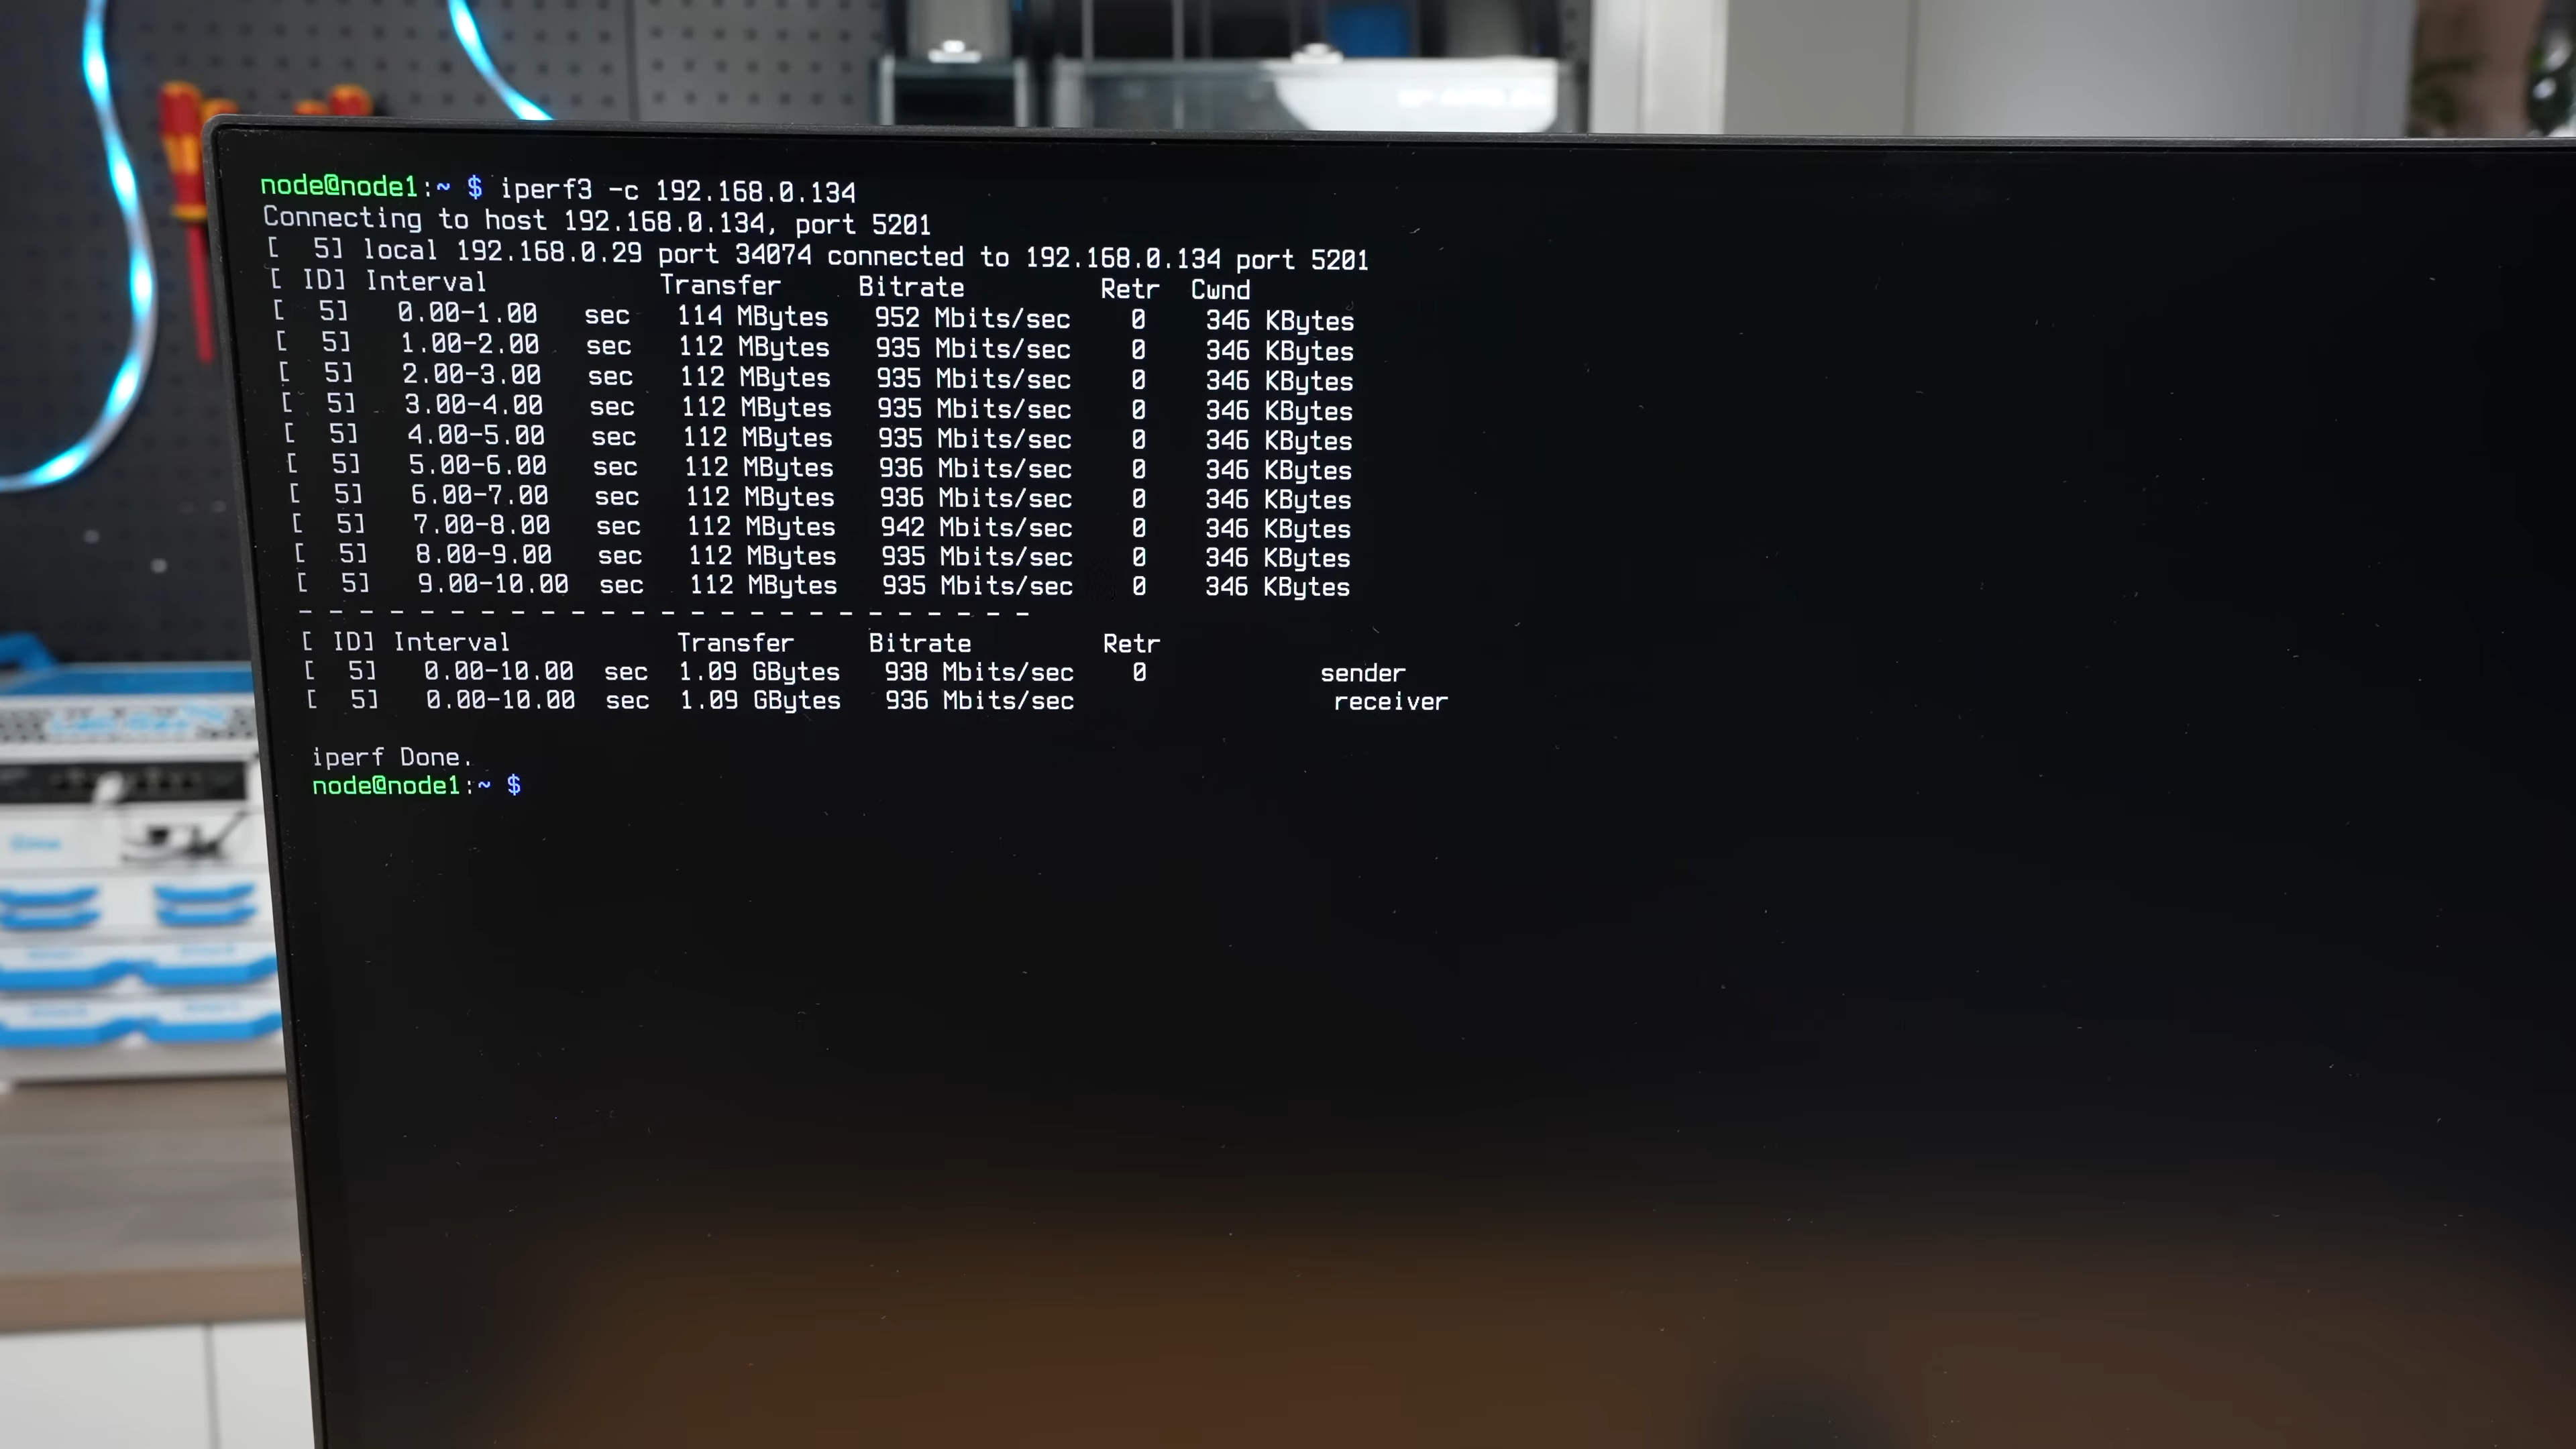 node@node1:~ $ iperf3 -c 192.168.0.134
Connecting to host 192.168.0.134, port 5201
[  5] local 192.168.0.29 port 34074 connected to 192.168.0.134 port 5201
[ ID] Interval           Transfer     Bitrate         Retr  Cwnd
[  5]   0.00-1.00   sec   114 MBytes   952 Mbits/sec    0    346 KBytes
[  5]   1.00-2.00   sec   112 MBytes   935 Mbits/sec    0    346 KBytes
[  5]   2.00-3.00   sec   112 MBytes   935 Mbits/sec    0    346 KBytes
[  5]   3.00-4.00   sec   112 MBytes   935 Mbits/sec    0    346 KBytes
[  5]   4.00-5.00   sec   112 MBytes   935 Mbits/sec    0    346 KBytes
[  5]   5.00-6.00   sec   112 MBytes   936 Mbits/sec    0    346 KBytes
[  5]   6.00-7.00   sec   112 MBytes   936 Mbits/sec    0    346 KBytes
[  5]   7.00-8.00   sec   112 MBytes   942 Mbits/sec    0    346 KBytes
[  5]   8.00-9.00   sec   112 MBytes   935 Mbits/sec    0    346 KBytes
[  5]   9.00-10.00  sec   112 MBytes   935 Mbits/sec    0    346 KBytes
- - - - - - - - - - - - - - - - - - - - - - - - -
[ ID] Interval           Transfer     Bitrate         Retr
[  5]   0.00-10.00  sec  1.09 GBytes   938 Mbits/sec    0             sender
[  5]   0.00-10.00  sec  1.09 GBytes   936 Mbits/sec                  receiver
iperf Done.
node@node1:~ $